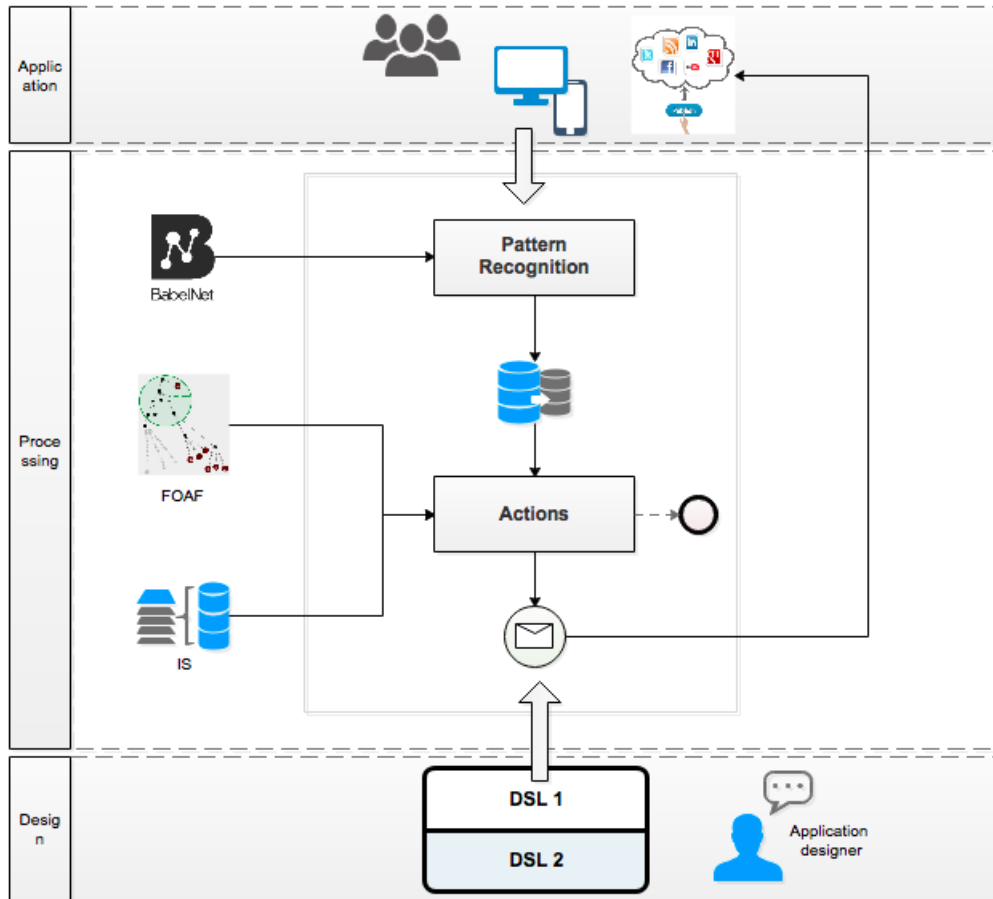 Applic
ation
Pattern
Recognition
BabelNet
FOAF
Proce
ssing
Actions
IS
Desig
n
DSL 1
DSL 2
Application
designer